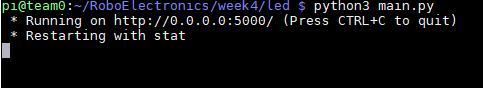 pi@team0:~/RoboElectronics/week4/led $ python3 main.py
 * Running on http://0.0.0.0:5000/ (Press CTRL+C to quit)
 * Restarting with stat